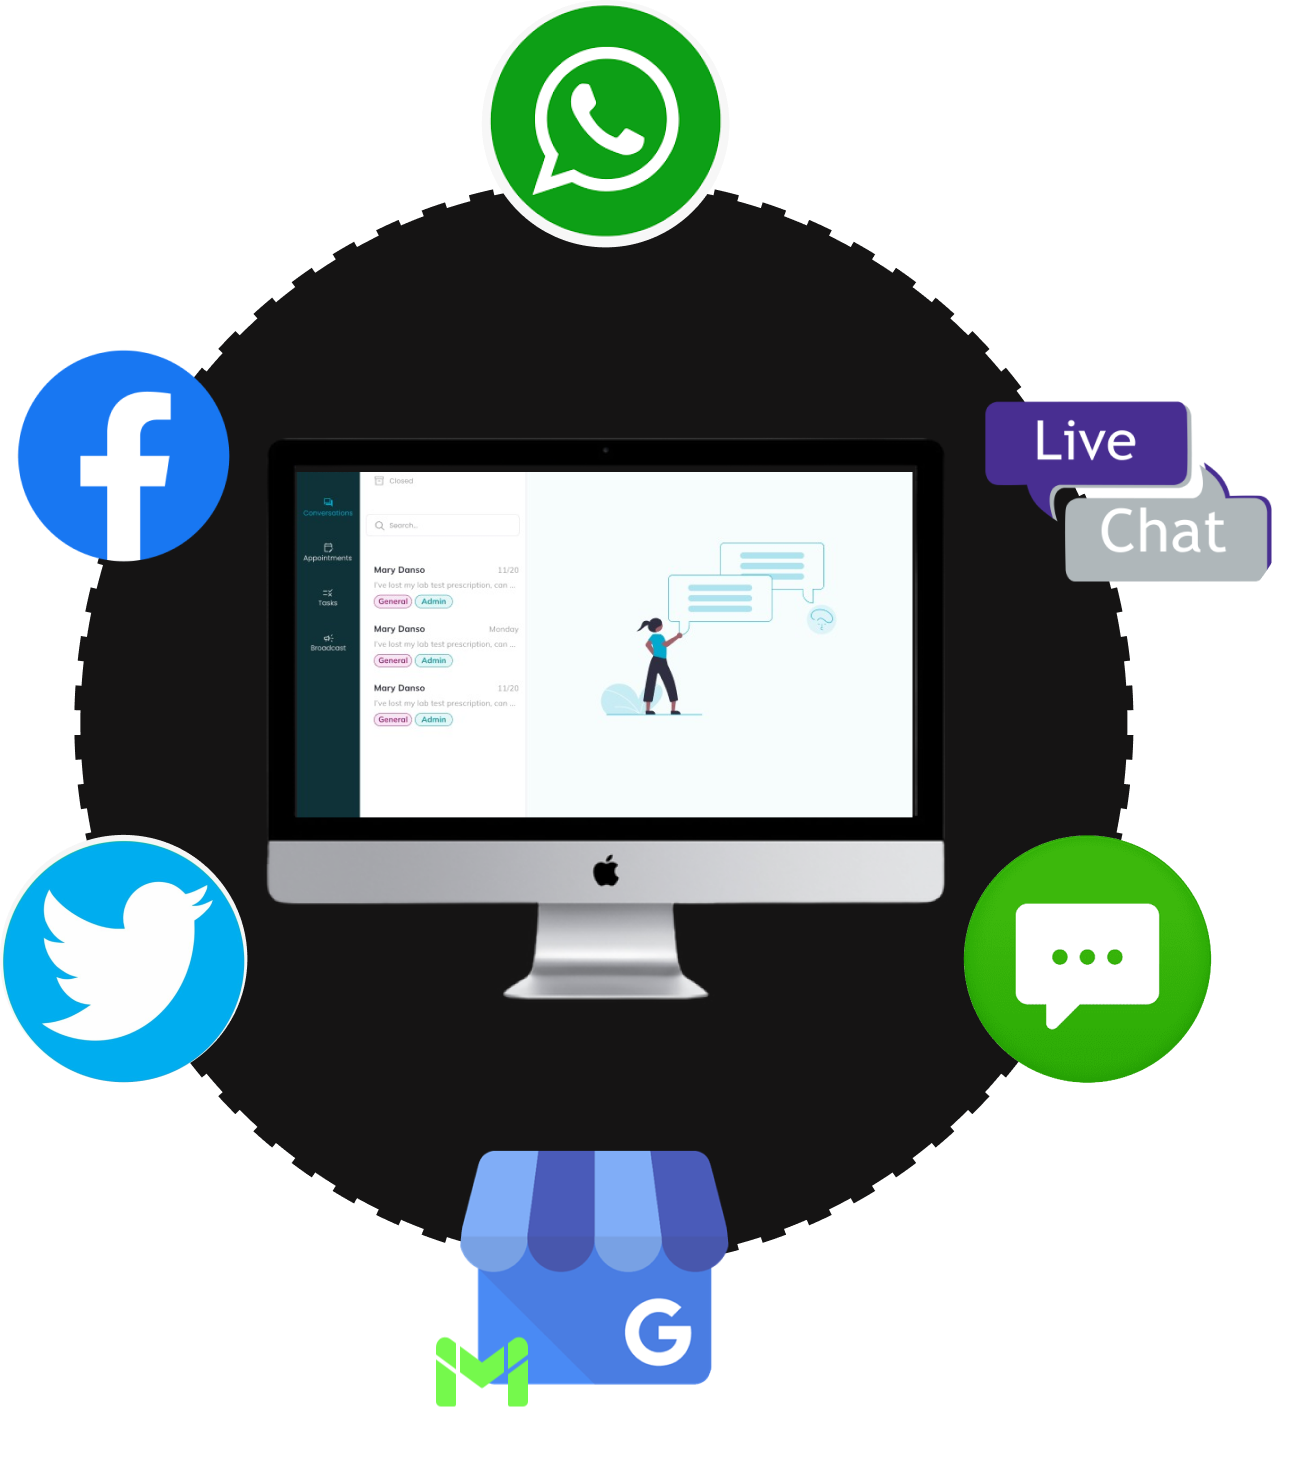 Live
Chat
Closed
Conversations
Search...
Appointments
Mary Danso 11/20
I've lost my lab test prescription, can ...
General Admin
Tasks
Mary Danso Monday
I've lost my lab test prescription, can ...
General Admin
Broadcast
Mary Danso 11/20
I've lost my lab test prescription, can ...
General Admin
G